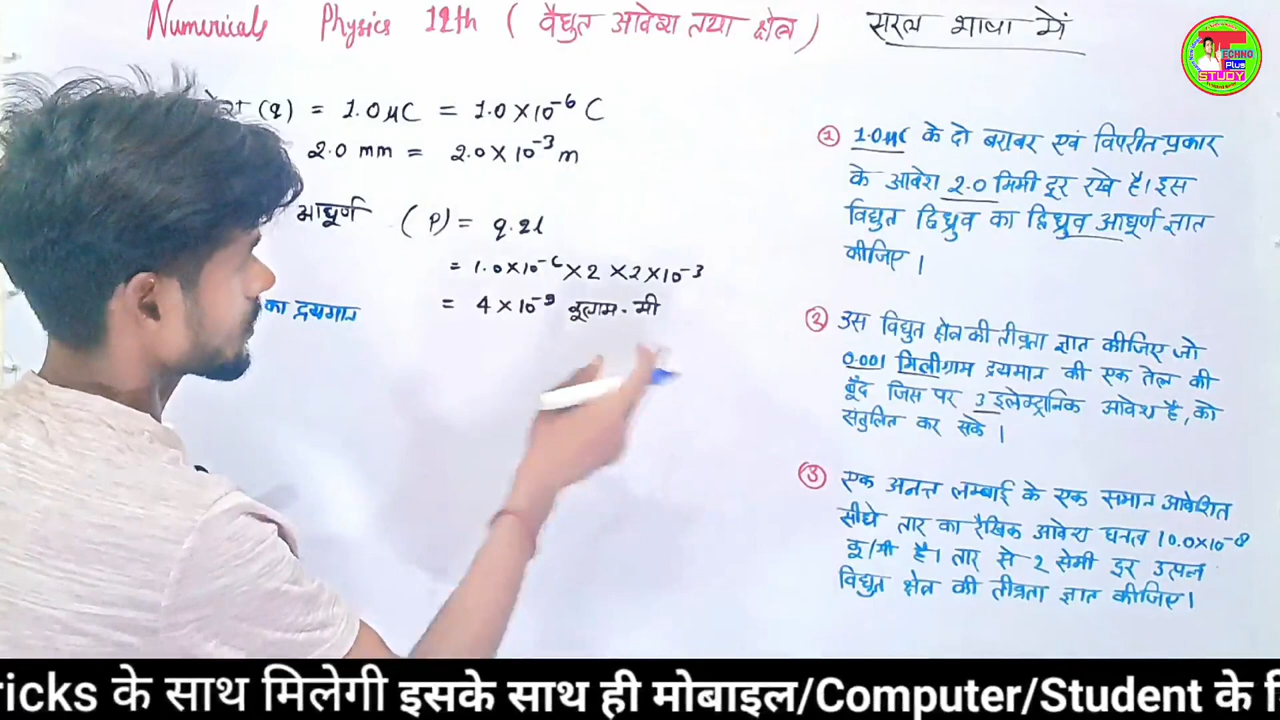 Numericals Physics 12th ( वैधुत आवेश तथा क्षेत्र ) सरल भाषा में
TECHNO
Plus
STUDY
(q) = 1.0 μC = 1.0 × 10⁻⁶ C
2.0 mm = 2.0 × 10⁻³ m
आघूर्ण (P) = q.2l
= 1.0×10⁻⁶ × 2 × 2 × 10⁻³
= 4 × 10⁻⁹ कूलाम - मी
का द्रव्यमान
① 1.0 μC के दो बराबर एवं विपरीत प्रकार
के आवेश 2.0 मिमी दूर रखे है। इस
विद्युत द्विध्रुव का द्विध्रुव आघूर्ण ज्ञात
कीजिए।
② उस विद्युत क्षेत्र की तीव्रता ज्ञात कीजिए जो
0.001 मिलीग्राम द्रव्यमान की एक तेल की
बूँद जिस पर 3 इलेक्ट्रानिक आवेश है, को
संतुलित कर सके।
③ एक अनन्त लम्बाई के एक समान आवेशित
सीधे तार का रैखिक आवेश घनत्व 10.0×10⁻⁸
कू/मी है। तार से 2 सेमी दूर उत्पन्न
विद्युत क्षेत्र की तीव्रता ज्ञात कीजिए।
ricks के साथ मिलेगी इसके साथ ही मोबाइल/Computer/Student के